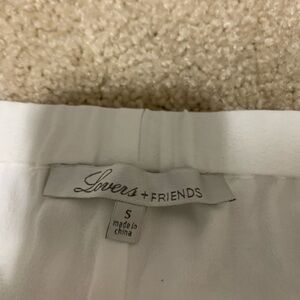 Lovers + FRIENDS
S
made in
china